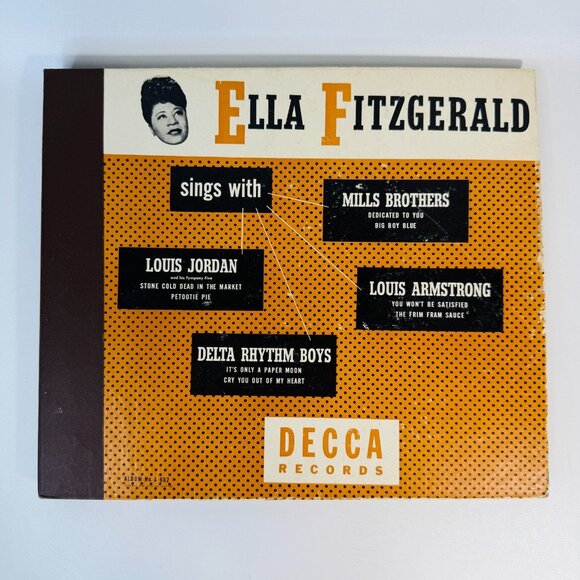 ELLA FITZGERALD
sings with
MILLS BROTHERS
DEDICATED TO YOU
BIG BOY BLUE
LOUIS JORDAN
and his Tympany Five
STONE COLD DEAD IN THE MARKET
PETOOTIE PIE
LOUIS ARMSTRONG
YOU WON'T BE SATISFIED
THE FRIM FRAM SAUCE
DELTA RHYTHM BOYS
IT'S ONLY A PAPER MOON
CRY YOU OUT OF MY HEART
DECCA
RECORDS
ALBUM No.